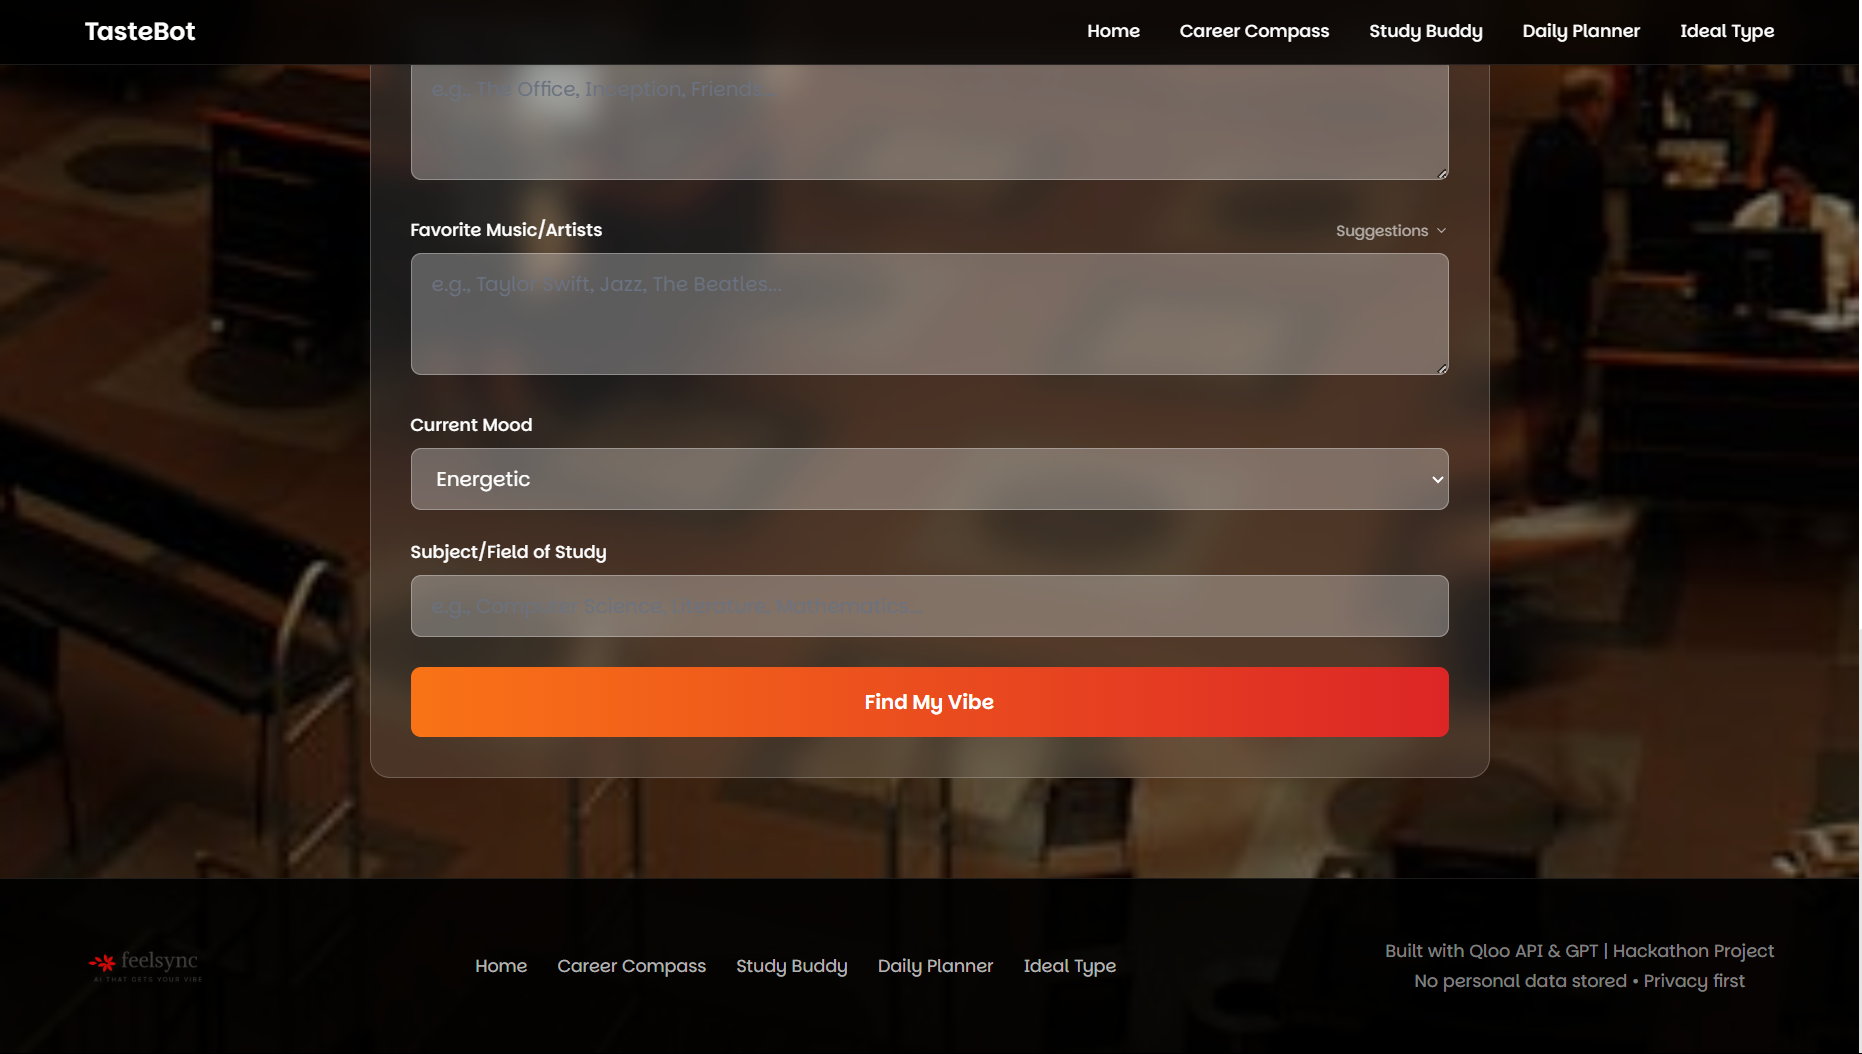 TasteBot
Home Career Compass Study Buddy Daily Planner Ideal Type
e.g., The Office, Inception, Friends...
Favorite Music/Artists
Suggestions
e.g., Taylor Swift, Jazz, The Beatles...
Current Mood
Energetic
Subject/Field of Study
e.g., Computer Science, Literature, Mathematics...
Find My Vibe
feelsync
AI THAT GETS YOUR VIBE
Home Career Compass Study Buddy Daily Planner Ideal Type
Built with Qloo API & GPT | Hackathon Project
No personal data stored • Privacy first